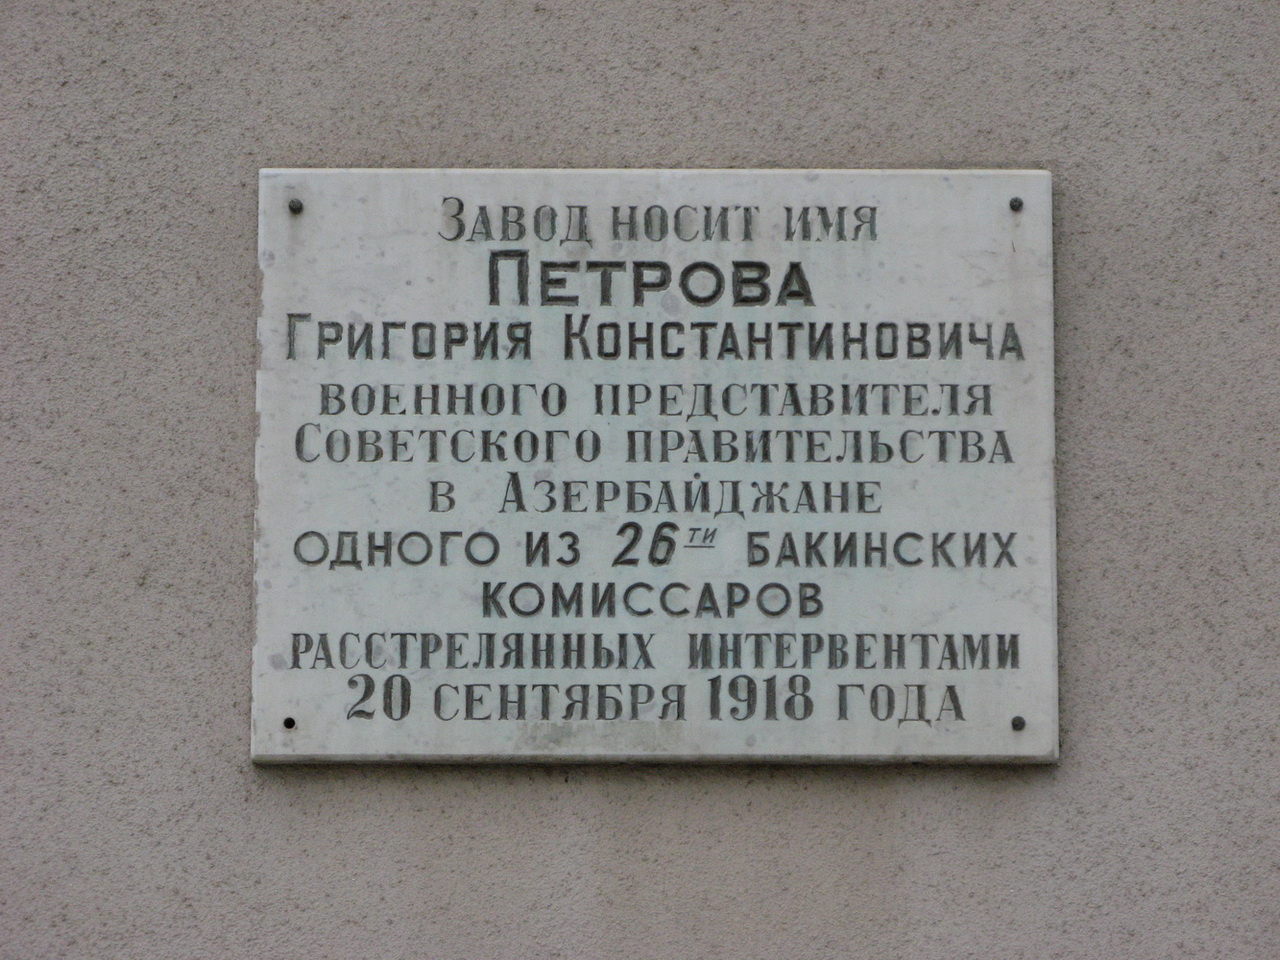 Завод носит имя
Петрова
Григория Константиновича
военного представителя
Советского правительства
в Азербайджане
одного из 26ти бакинских
комиссаров
расстрелянных интервентами
20 сентября 1918 года